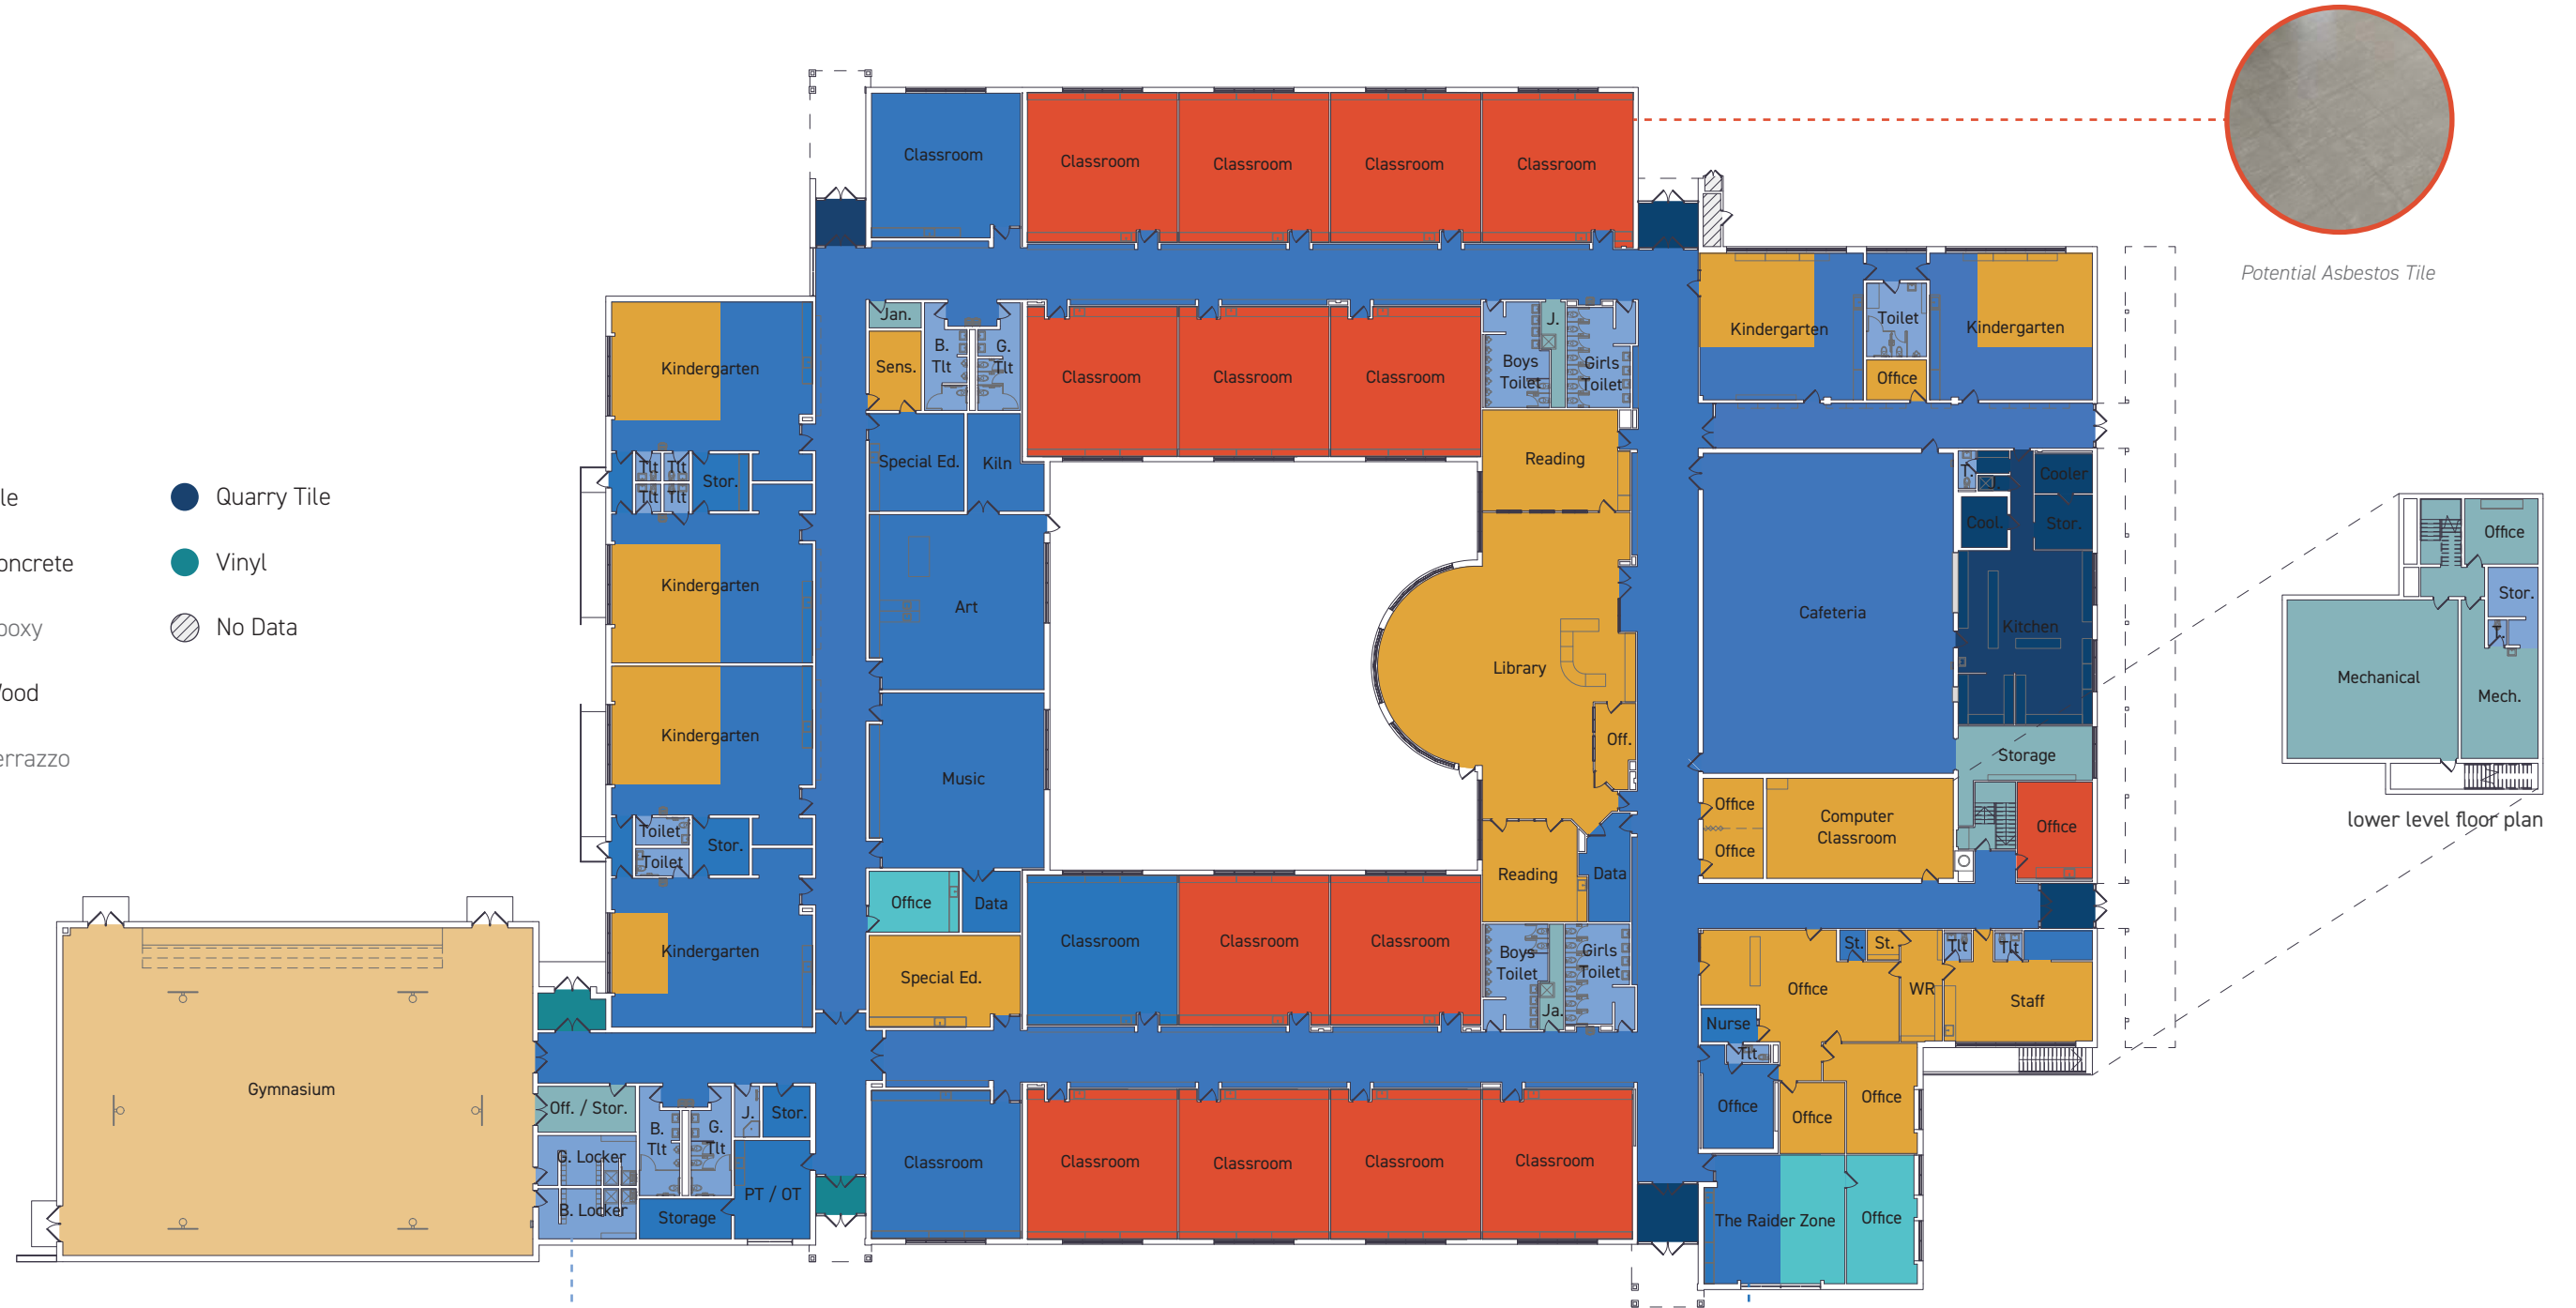 Potential Asbestos Tile
le
Quarry Tile
oncrete
Vinyl
poxy
No Data
Vood
errazzo
Classroom
Classroom
Classroom
Classroom
Classroom
Kindergarten
Toilet
Kindergarten
Office
Jan.
Sens.
B.
Tlt
G.
Tlt
Classroom
Classroom
Classroom
Boys
Toilet
J.
Girls
Toilet
Kindergarten
Tlt
Tlt
Tlt
Tlt
Stor.
Special Ed.
Kiln
Reading
T.
Cooler
Cool.
Stor.
Kindergarten
Art
Library
Cafeteria
Kitchen
Kindergarten
Music
Off.
Storage
Toilet
Toilet
Stor.
Office
Office
Computer
Classroom
Office
Office
Data
Reading
Data
Kindergarten
Special Ed.
Classroom
Classroom
Classroom
Boys
Toilet
Ja.
Girls
Toilet
Office
St.
St.
WR
Tlt
Tlt
Staff
Nurse
Tlt
Office
Office
Office
Gymnasium
Off. / Stor.
G. Locker
B. Locker
B.
Tlt
G.
Tlt
J.
Stor.
PT / OT
Storage
Classroom
Classroom
Classroom
Classroom
Classroom
The Raider Zone
Office
Office
Stor.
T.
Mechanical
Mech.
lower level floor plan